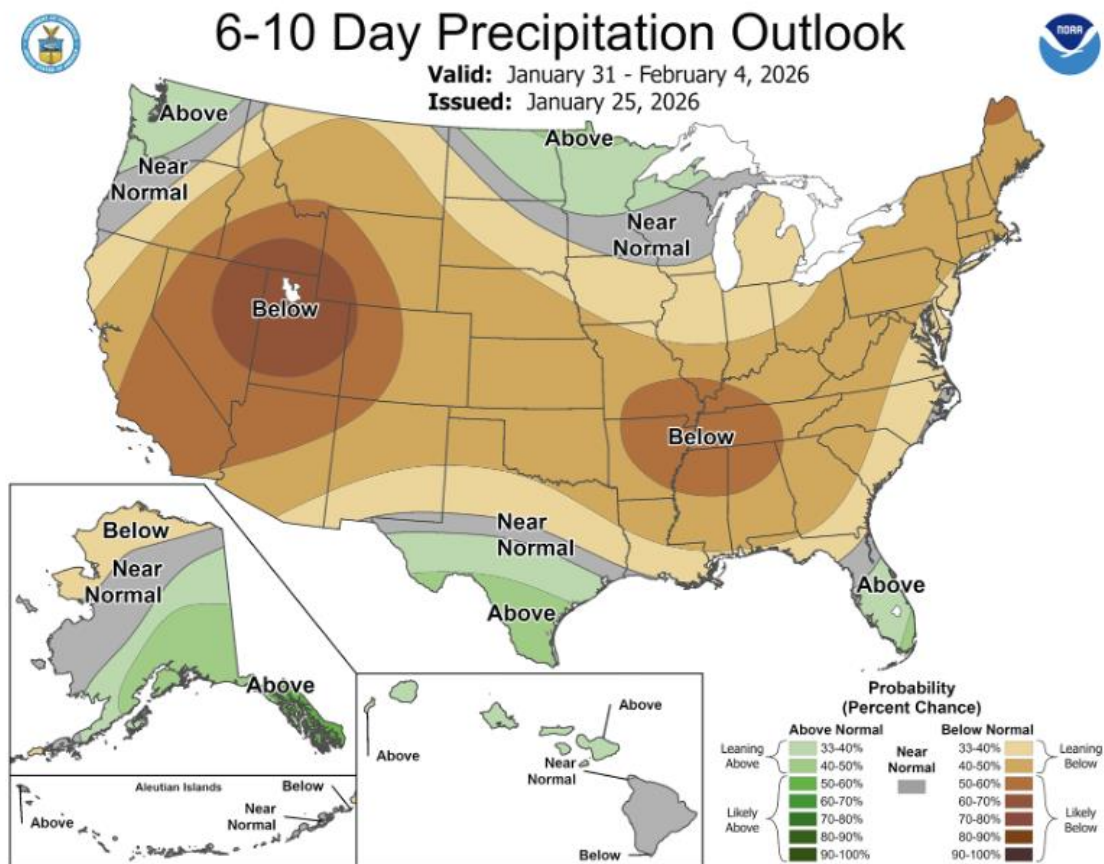 6-10 Day Precipitation Outlook
Valid: January 31 - February 4, 2026
Issued: January 25, 2026
NOAA
Above
Near
Normal
Above
Near
Normal
Below
Below
Near
Normal
Above
Above
Below
Near
Normal
Above
Aleutian Islands
Above
Near
Normal
Below
Above
Above
Near
Normal
Below
Probability
(Percent Chance)
Above Normal
Leaning
Above
33-40%
40-50%
Likely
Above
50-60%
60-70%
70-80%
80-90%
90-100%
Near
Normal
Below Normal
33-40%
40-50%
Leaning
Below
50-60%
60-70%
70-80%
80-90%
90-100%
Likely
Below